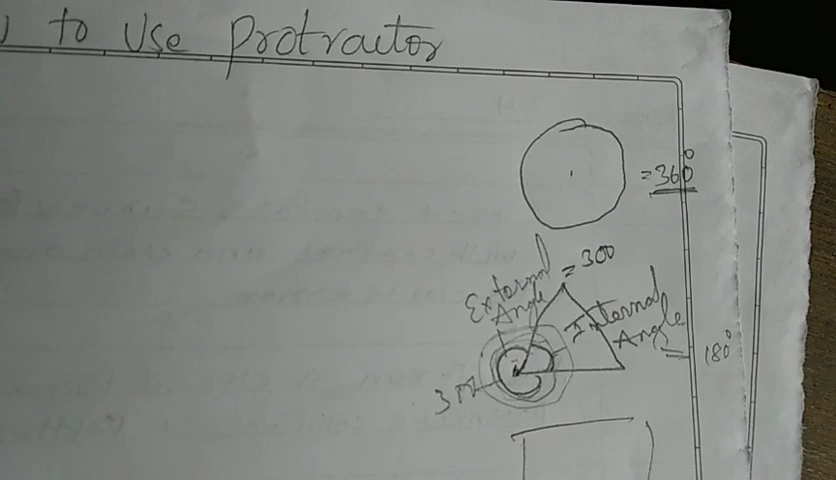 to Use Protractor
= 360°
External
Angle
= 300
Internal
Angle
= 180°